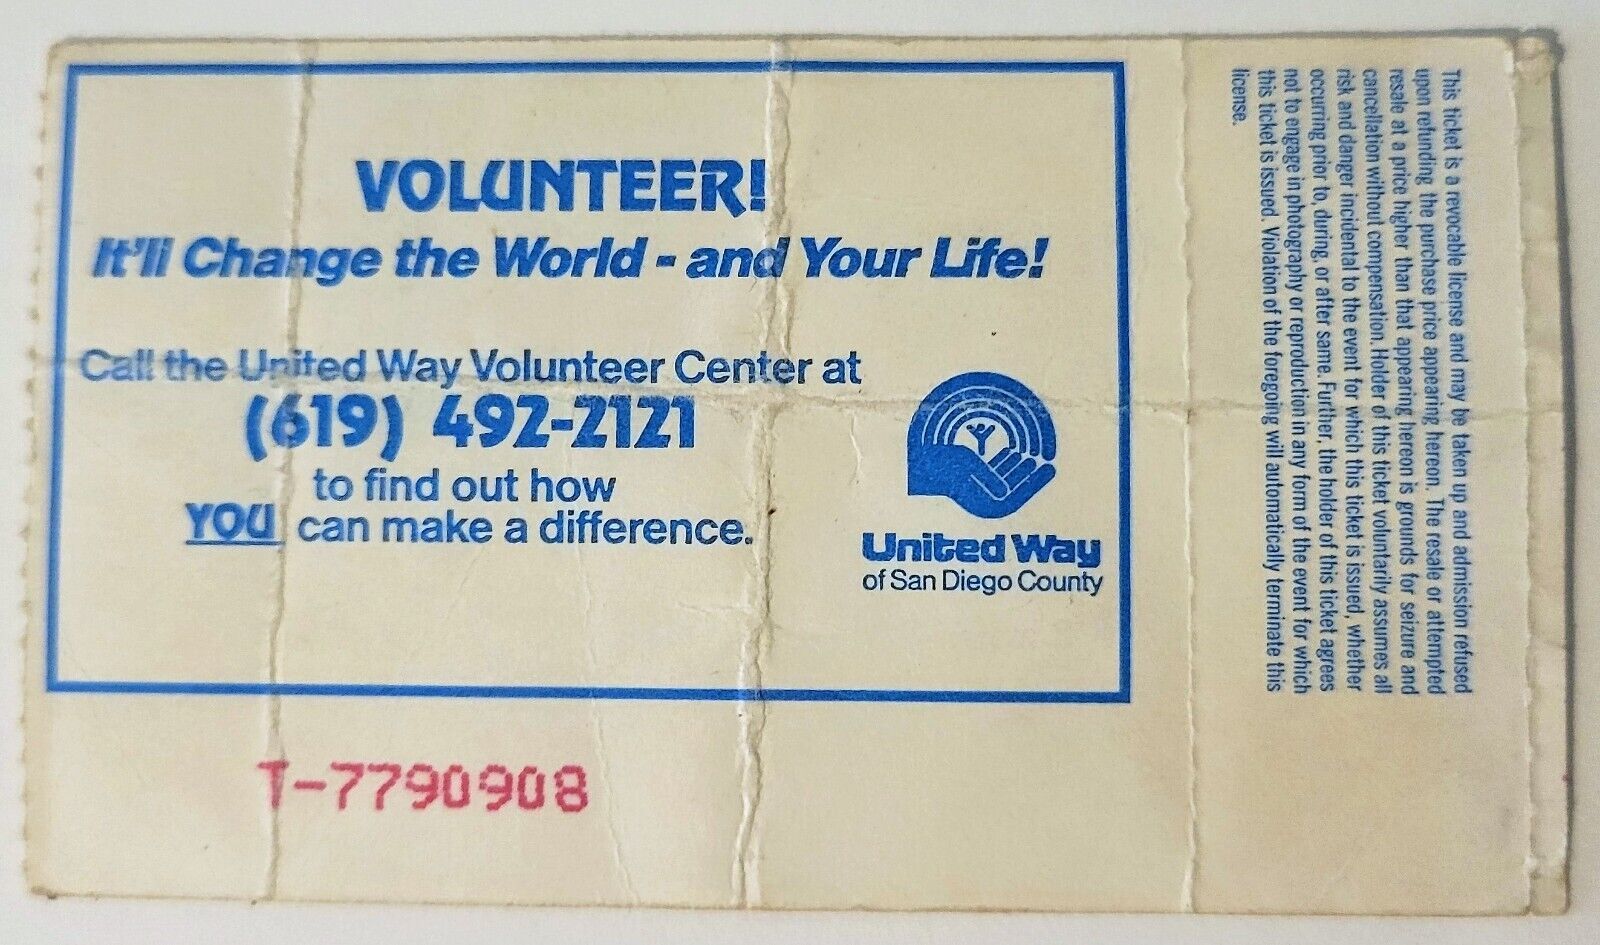 VOLUNTEER!
It'll Change the World - and Your Life!
Call the United Way Volunteer Center at
(619) 492-2121
to find out how
YOU can make a difference.
United Way
of San Diego County
T-7790908
This ticket is a revocable license and may be taken up and admission refused
upon refunding the purchase price appearing hereon. The resale or attempted
resale at a price higher than that appearing hereon is grounds for seizure and
cancellation without compensation. Holder of this ticket voluntarily assumes all
risk and danger incidental to the event for which this ticket is issued, whether
occurring prior to, during, or after same. Further, the holder of this ticket agrees
not to engage in photography or reproduction in any form of the event for which
this ticket is issued. Violation of the foregoing will automatically terminate this
license.